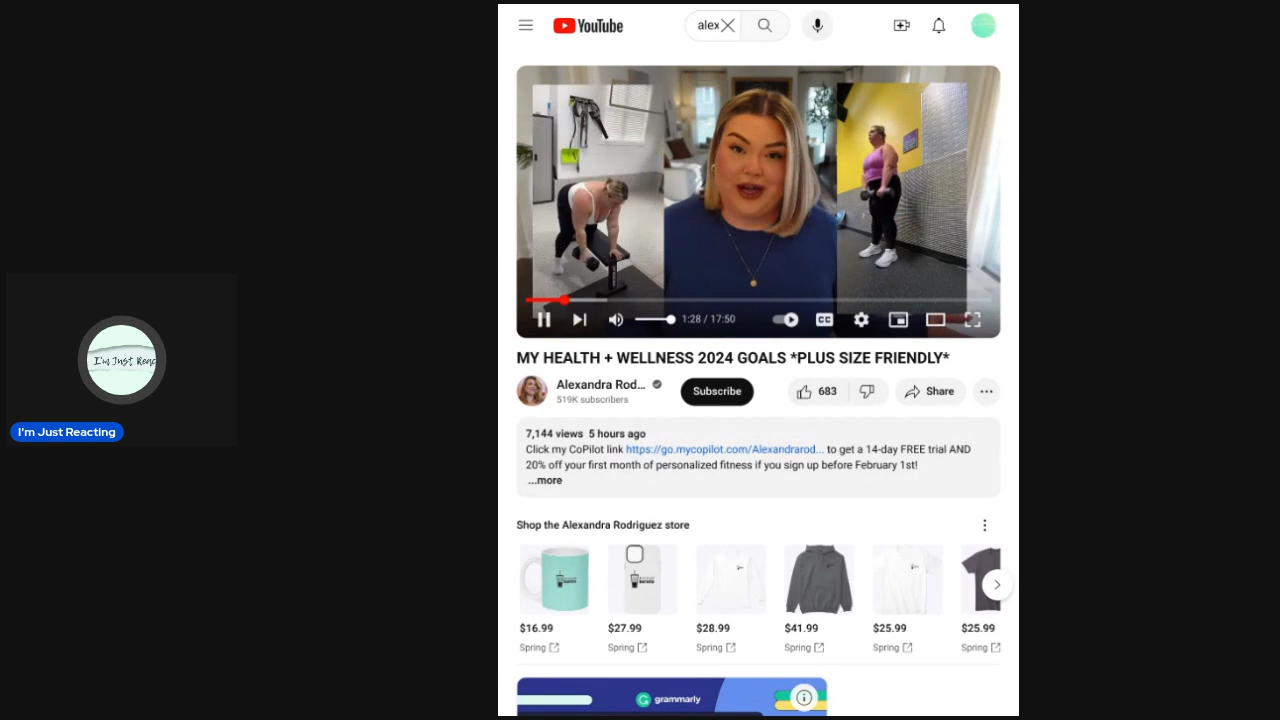 YouTube
alex
1:28 / 17:50
CC
MY HEALTH + WELLNESS 2024 GOALS *PLUS SIZE FRIENDLY*
Alexandra Rod...
519K subscribers
Subscribe
683
Share
7,144 views 5 hours ago
Click my CoPilot link https://go.mycopilot.com/Alexandrarod... to get a 14-day FREE trial AND
20% off your first month of personalized fitness if you sign up before February 1st!
...more
I'm Just Reac
I'm Just Reacting
Shop the Alexandra Rodriguez store
$16.99
$27.99
$28.99
$41.99
$25.99
$25.99
Spring
Spring
Spring
Spring
Spring
Spring
grammarly